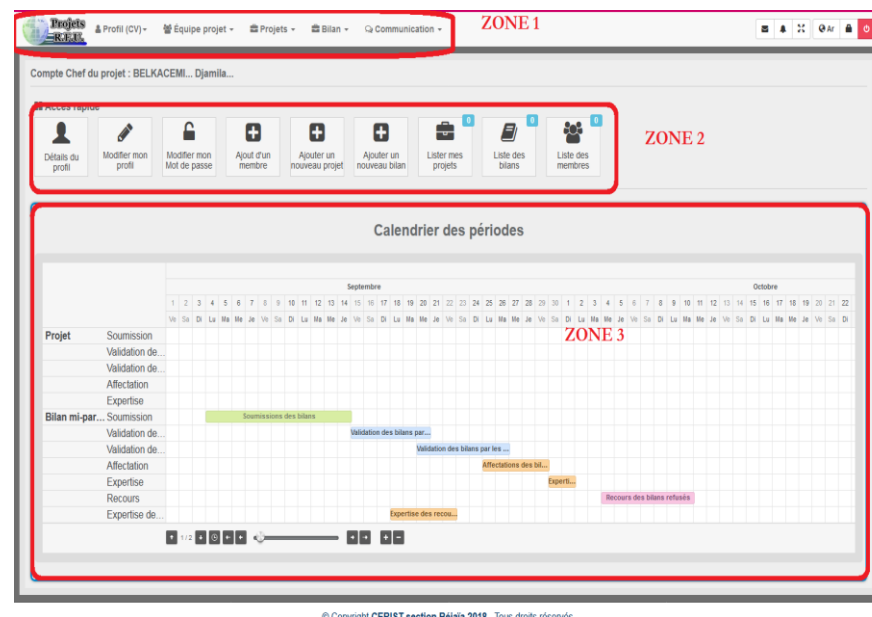 Projets
R.F.U.
Profil (CV)
Équipe projet
Projets
Bilan
Communication
ZONE 1
Ar
Compte Chef du projet : BELKACEMI... Djamila...
Accès rapide
0 0 0
Détails du profil
Modifier mon profil
Modifier mon Mot de passe
Ajout d'un membre
Ajouter un nouveau projet
Ajouter un nouveau bilan
Lister mes projets
Liste des bilans
Liste des membres
ZONE 2
Calendrier des périodes
Septembre Octobre
1 2 3 4 5 6 7 8 9 10 11 12 13 14 15 16 17 18 19 20 21 22 23 24 25 26 27 28 29 30 1 2 3 4 5 6 7 8 9 10 11 12 13 14 15 16 17 18 19 20 21 22
Ve Sa Di Lu Ma Me Je Ve Sa Di Lu Ma Me Je Ve Sa Di Lu Ma Me Je Ve Sa Di Lu Ma Me Je Ve Sa Di Lu Ma Me Je Ve Sa Di Lu Ma Me Je Ve Sa Di Lu Ma Me Je Ve Sa Di
ZONE 3
Projet Soumission
Validation de...
Validation de...
Affectation
Expertise
Bilan mi-par... Soumission Soumissions des bilans
Validation de... Validation des bilans par...
Validation de... Validation des bilans par les ...
Affectation Affectations des bil...
Expertise Experti...
Recours Recours des bilans refusés
Expertise de... Expertise des recou...
1/2
© Copyright CERIST section Béjaïa 2018 . Tous droits réservés